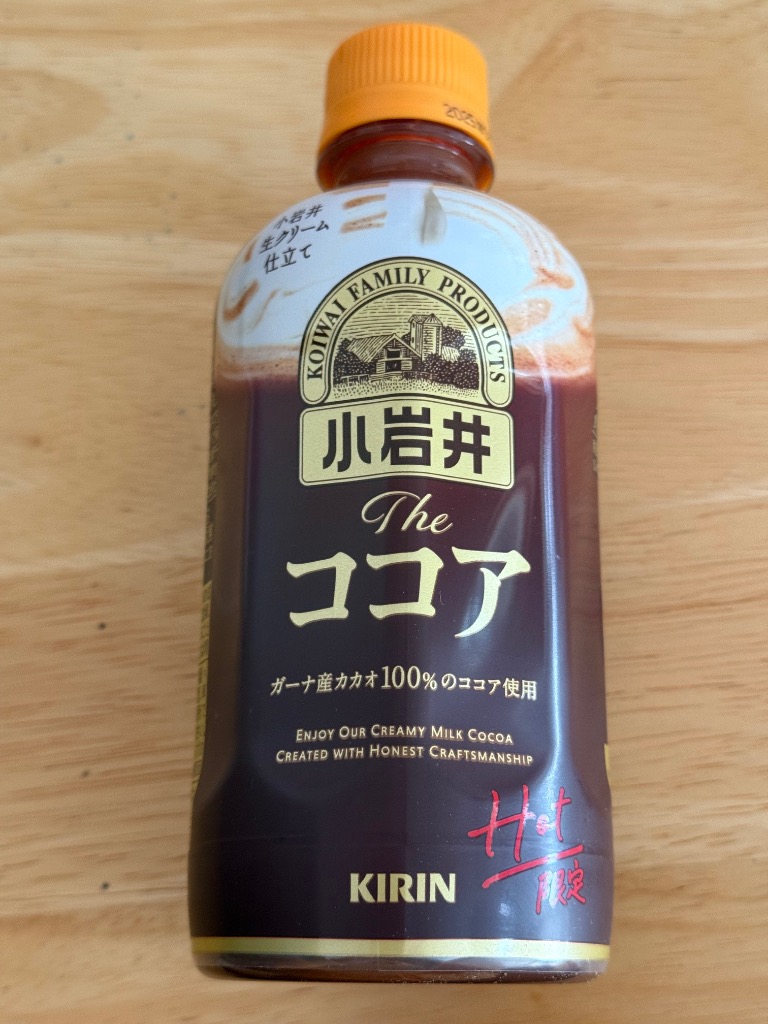 小岩井
生クリーム
仕立て
KOIWAI FAMILY PRODUCTS
小岩井
The
ココア
ガーナ産カカオ100%のココア使用
ENJOY OUR CREAMY MILK COCOA
CREATED WITH HONEST CRAFTSMANSHIP
Hot
限定
KIRIN